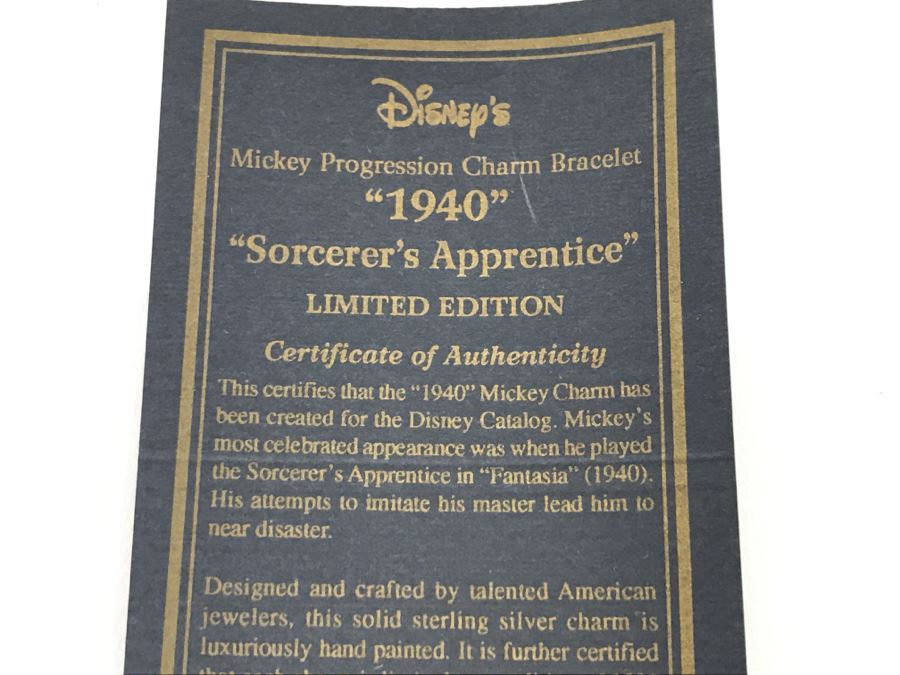 Disney's
Mickey Progression Charm Bracelet
“1940”
“Sorcerer’s Apprentice”
LIMITED EDITION
Certificate of Authenticity
This certifies that the “1940” Mickey Charm has
been created for the Disney Catalog. Mickey’s
most celebrated appearance was when he played
the Sorcerer’s Apprentice in “Fantasia” (1940).
His attempts to imitate his master lead him to
near disaster.
Designed and crafted by talented American
jewelers, this solid sterling silver charm is
luxuriously hand painted. It is further certified